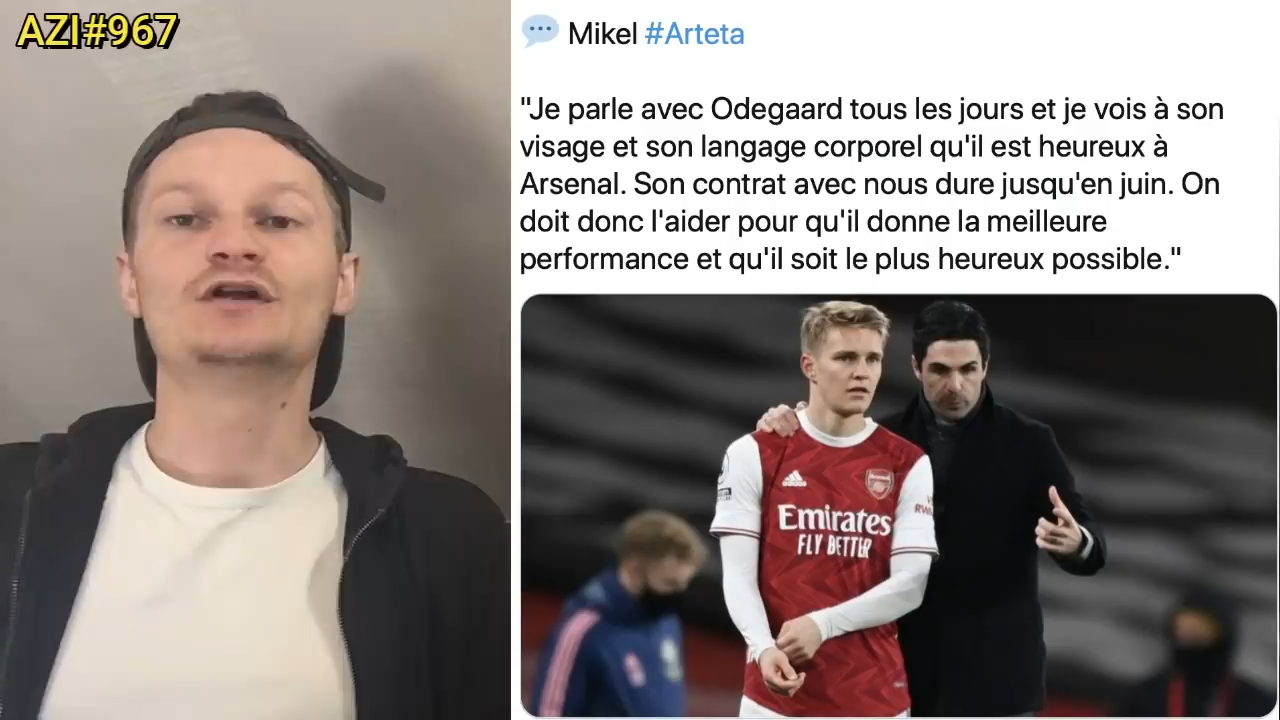 AZI#967
💬 Mikel #Arteta
"Je parle avec Odegaard tous les jours et je vois à son
visage et son langage corporel qu'il est heureux à
Arsenal. Son contrat avec nous dure jusqu'en juin. On
doit donc l'aider pour qu'il donne la meilleure
performance et qu'il soit le plus heureux possible."
adidas
Arsenal
Emirates
FLY BETTER